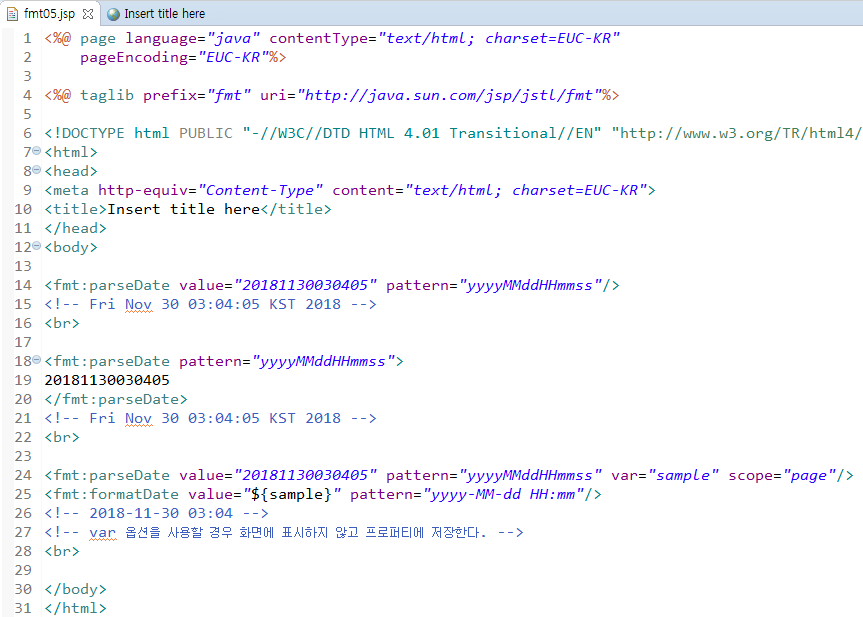 fmt05.jsp Insert title here
1 <%@ page language="java" contentType="text/html; charset=EUC-KR"
2 pageEncoding="EUC-KR"%>
3
4 <%@ taglib prefix="fmt" uri="http://java.sun.com/jsp/jstl/fmt"%>
5
6 <!DOCTYPE html PUBLIC "-//W3C//DTD HTML 4.01 Transitional//EN" "http://www.w3.org/TR/html4/
7 <html>
8 <head>
9 <meta http-equiv="Content-Type" content="text/html; charset=EUC-KR">
10 <title>Insert title here</title>
11 </head>
12 <body>
13
14 <fmt:parseDate value="20181130030405" pattern="yyyyMMddHHmmss"/>
15 <!-- Fri Nov 30 03:04:05 KST 2018 -->
16 <br>
17
18 <fmt:parseDate pattern="yyyyMMddHHmmss">
19 20181130030405
20 </fmt:parseDate>
21 <!-- Fri Nov 30 03:04:05 KST 2018 -->
22 <br>
23
24 <fmt:parseDate value="20181130030405" pattern="yyyyMMddHHmmss" var="sample" scope="page"/>
25 <fmt:formatDate value="${sample}" pattern="yyyy-MM-dd HH:mm"/>
26 <!-- 2018-11-30 03:04 -->
27 <!-- var 옵션을 사용할 경우 화면에 표시하지 않고 프로퍼티에 저장한다. -->
28 <br>
29
30 </body>
31 </html>